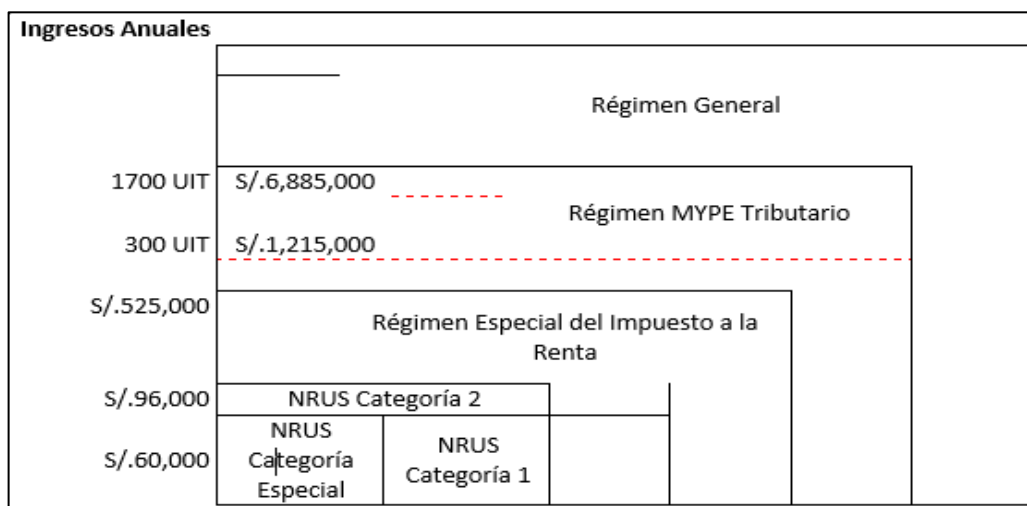 Ingresos Anuales
Régimen General
1700 UIT S/.6,885,000
Régimen MYPE Tributario
300 UIT S/.1,215,000
S/.525,000
Régimen Especial del Impuesto a la
Renta
S/.96,000 NRUS Categoría 2
S/.60,000
NRUS
Categoría
Especial
NRUS
Categoría 1